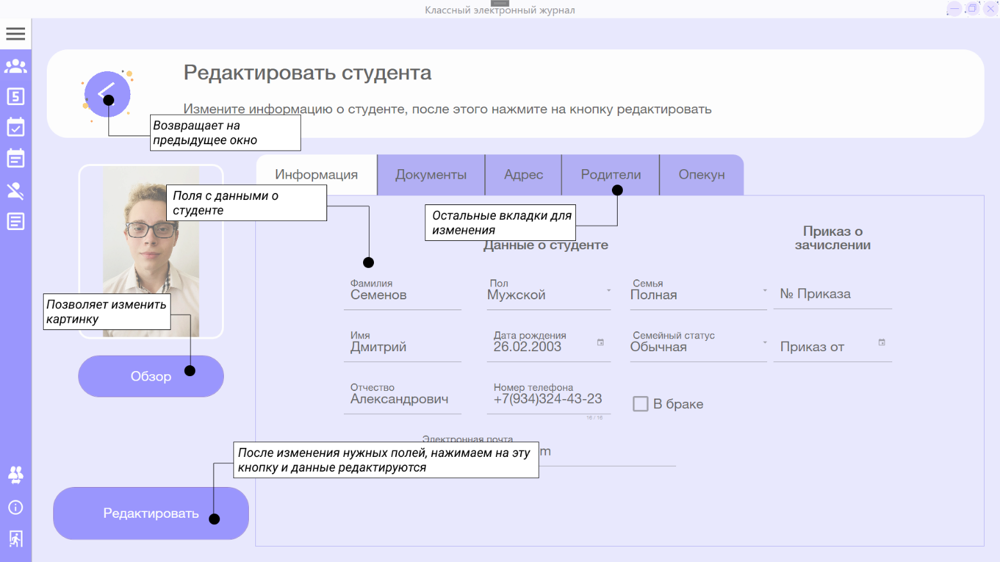 Классный электронный журнал
Редактировать студента
Измените информацию о студенте, после этого нажмите на кнопку редактировать
Возвращает на
предыдущее окно
Информация
Документы
Адрес
Родители
Опекун
Поля с данными о
студенте
Остальные вкладки для
изменения
Данные о студенте
Приказ о
зачислении
Фамилия
Семенов
Пол
Мужской
Семья
Полная
№ Приказа
Позволяет изменить
картинку
Имя
Дмитрий
Дата рождения
26.02.2003
Семейный статус
Обычная
Приказ от
Обзор
Отчество
Александрович
Номер телефона
+7(934)324-43-23
16 / 16
В браке
Электронная почта
m
После изменения нужных полей, нажимаем на эту
кнопку и данные редактируются
Редактировать
5